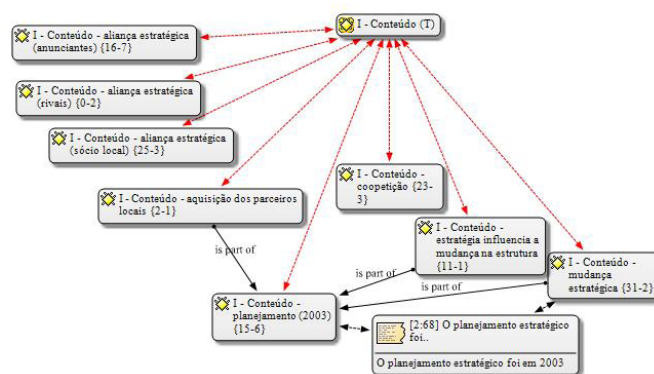 I - Conteúdo (T)
I - Conteúdo - aliança estratégica
(anunciantes) {16-7}
I - Conteúdo - aliança estratégica
(rivais) {0-2}
I - Conteúdo - aliança estratégica
(sócio local) {25-3}
I - Conteúdo -
coopetição {23-
3}
I - Conteúdo - aquisição dos parceiros
locais {2-1}
I - Conteúdo -
estratégia influencia a
mudança na estrutura
{11-1}
is part of
is part of
I - Conteúdo -
mudança
estratégica {31-2}
is part of
I - Conteúdo -
planejamento (2003)
{15-6}
[2:68] O planejamento estratégico
foi..
O planejamento estratégico foi em 2003